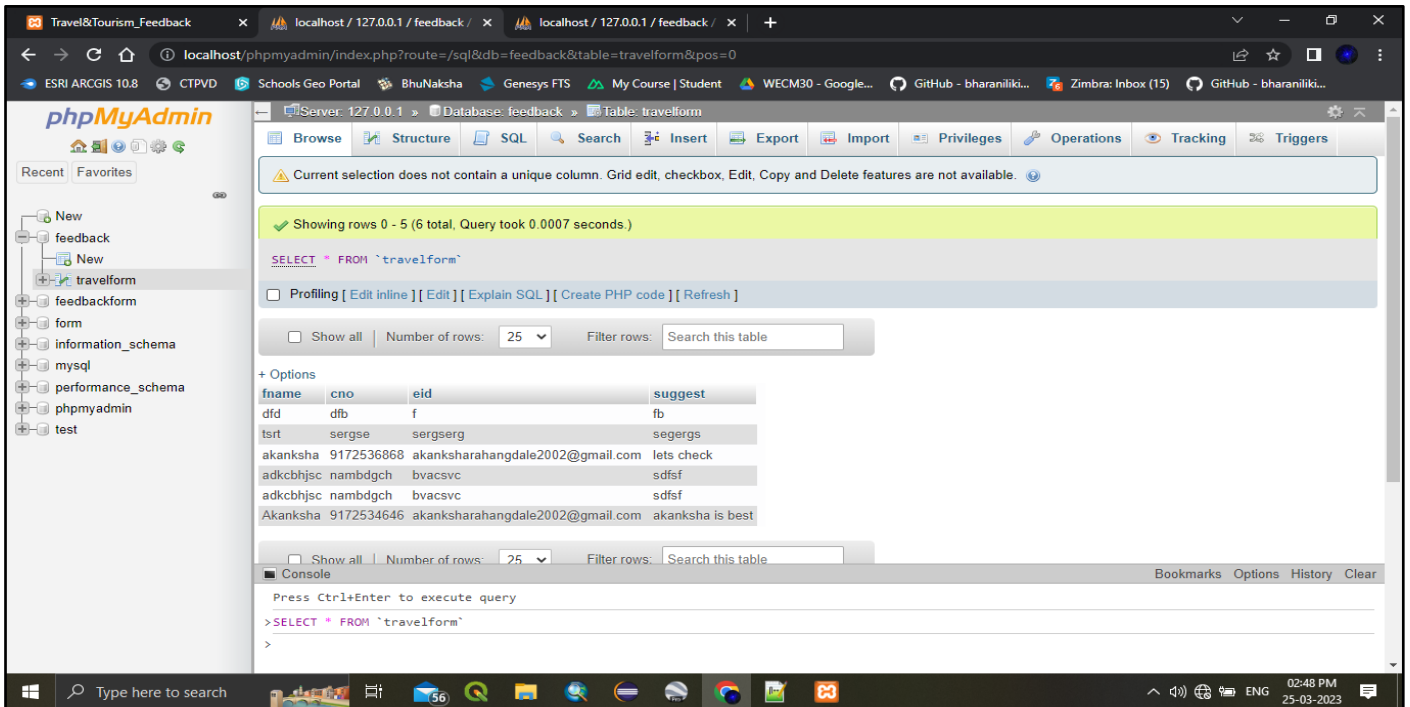 Travel&Tourism_Feedback
localhost / 127.0.0.1 / feedback /
localhost / 127.0.0.1 / feedback /
localhost/phpmyadmin/index.php?route=/sql&db=feedback&table=travelform&pos=0
ESRI ARCGIS 10.8 CTPVD Schools Geo Portal BhuNaksha Genesys FTS My Course | Student WECM30 - Google... GitHub - bharaniliki... Zimbra: Inbox (15) GitHub - bharaniliki...
phpMyAdmin
Recent Favorites
New
feedback
New
travelform
feedbackform
form
information_schema
mysql
performance_schema
phpmyadmin
test
Server: 127.0.0.1 » Database: feedback » Table: travelform
Browse Structure SQL Search Insert Export Import Privileges Operations Tracking Triggers
Current selection does not contain a unique column. Grid edit, checkbox, Edit, Copy and Delete features are not available.
Showing rows 0 - 5 (6 total, Query took 0.0007 seconds.)
SELECT * FROM `travelform`
Profiling [ Edit inline ] [ Edit ] [ Explain SQL ] [ Create PHP code ] [ Refresh ]
Show all | Number of rows: 25 Filter rows: Search this table
+ Options
fname cno eid suggest
dfd dfb f fb
tsrt sergse sergserg segergs
akanksha 9172536868 akanksharahangdale2002@gmail.com lets check
adkcbhjsc nambdgch bvacsvc sdfsf
adkcbhjsc nambdgch bvacsvc sdfsf
Akanksha 9172534646 akanksharahangdale2002@gmail.com akanksha is best
Show all | Number of rows: 25 Filter rows: Search this table
Console Bookmarks Options History Clear
Press Ctrl+Enter to execute query
>SELECT * FROM `travelform`
>
Type here to search
56
ENG
02:48 PM
25-03-2023